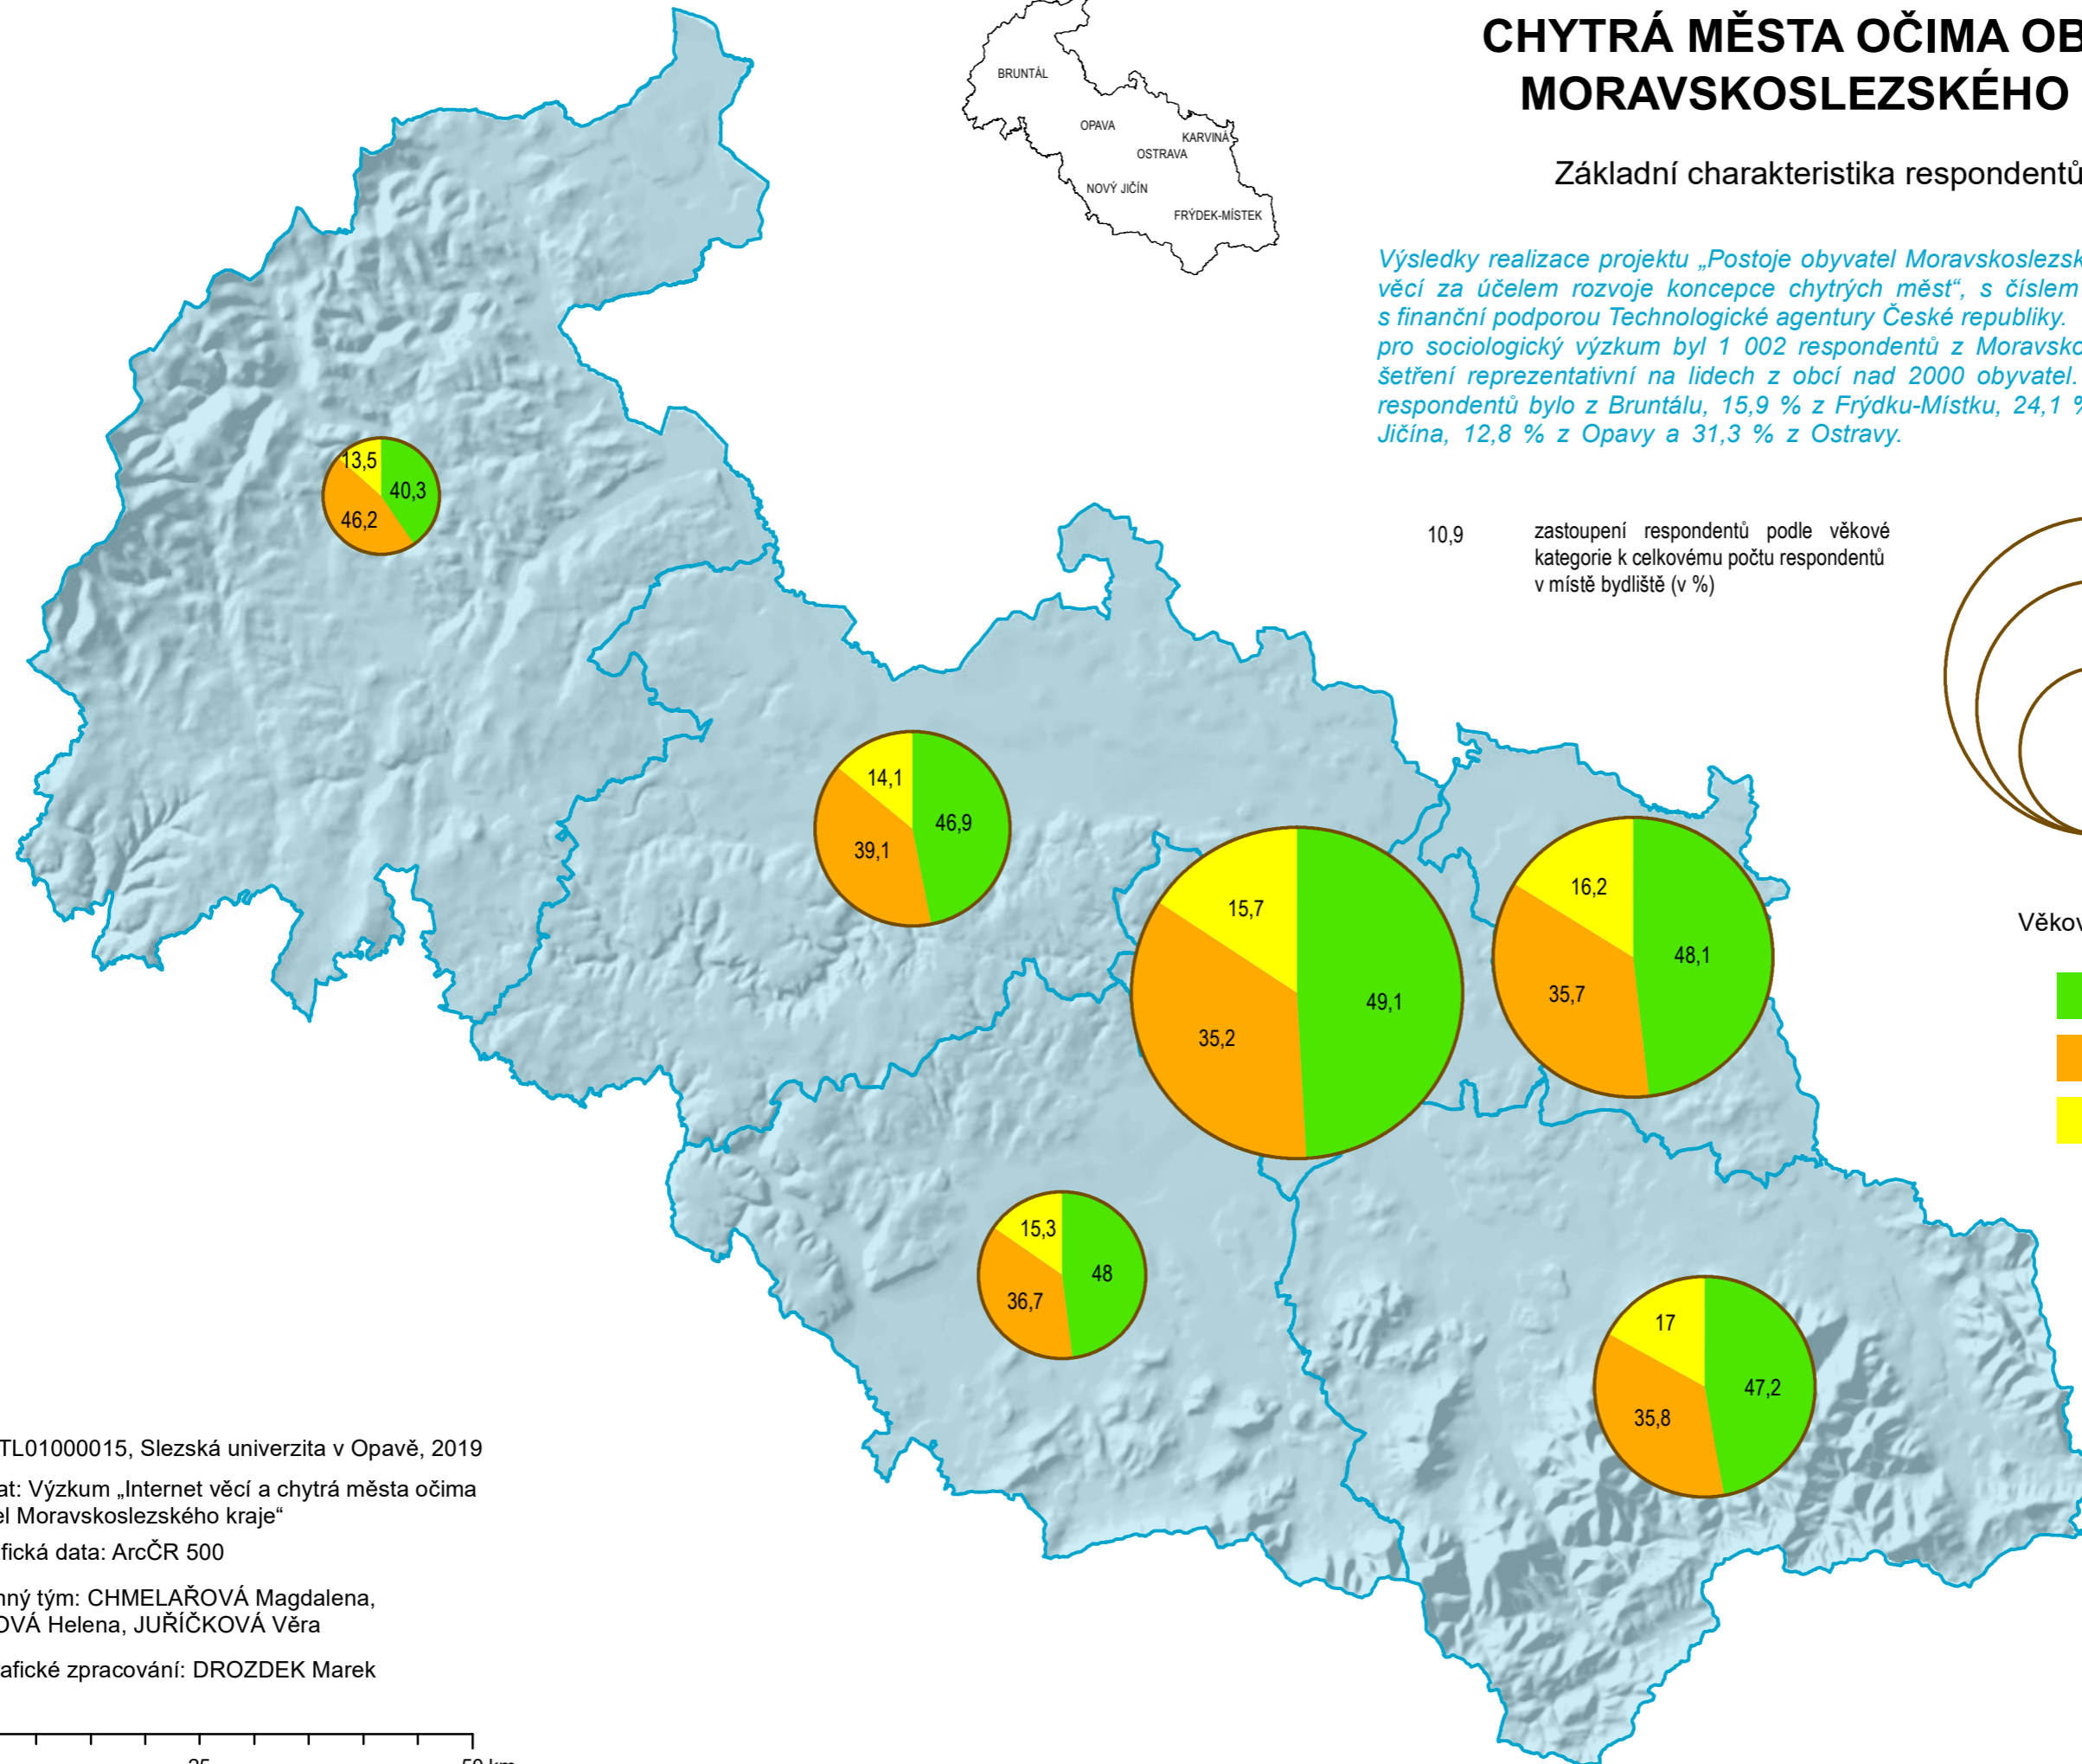 CHYTRÁ MĚSTA OČIMA OB
MORAVSKOSLEZSKÉHO
Základní charakteristika respondentů
BRUNTÁL
OPAVA
KARVINÁ
OSTRAVA
NOVÝ JIČÍN
FRÝDEK-MÍSTEK
Výsledky realizace projektu „Postoje obyvatel Moravskoslezsk
věcí za účelem rozvoje koncepce chytrých měst“, s číslem
s finanční podporou Technologické agentury České republiky.
pro sociologický výzkum byl 1 002 respondentů z Moravsko
šetření reprezentativní na lidech z obcí nad 2000 obyvatel.
respondentů bylo z Bruntálu, 15,9 % z Frýdku-Místku, 24,1 %
Jičína, 12,8 % z Opavy a 31,3 % z Ostravy.
10,9
zastoupení respondentů podle věkové
kategorie k celkovému počtu respondentů
v místě bydliště (v %)
Věkov
13,5
40,3
46,2
14,1
46,9
39,1
15,7
49,1
35,2
16,2
48,1
35,7
15,3
48
36,7
17
47,2
35,8
TL01000015, Slezská univerzita v Opavě, 2019
at: Výzkum „Internet věcí a chytrá města očima
el Moravskoslezského kraje“
fická data: ArcČR 500
nný tým: CHMELAŘOVÁ Magdalena,
OVÁ Helena, JUŘÍČKOVÁ Věra
rafické zpracování: DROZDEK Marek
25
50 km